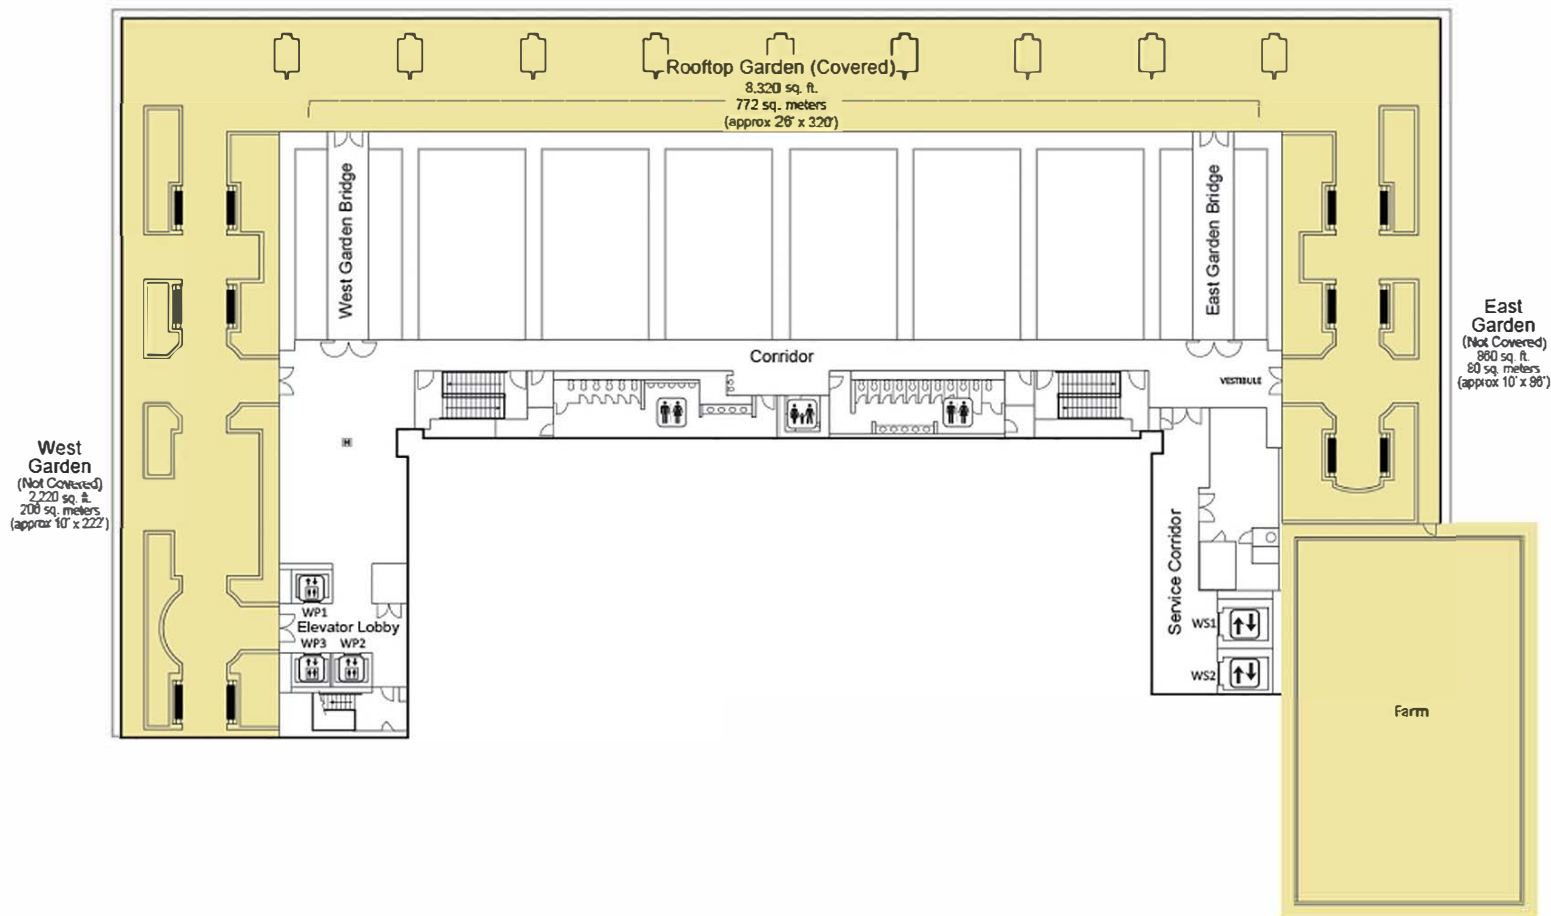 Rooftop Garden (Covered)
8,320 sq. ft.
772 sq. meters
(approx 26' x 320')
West Garden Bridge
East Garden Bridge
Corridor
VESTIBULE
East
Garden
(Not Covered)
860 sq. ft.
80 sq. meters
(approx 10' x 86')
West
Garden
(Not Covered)
2,220 sq. ft.
206 sq. meters
(approx 10' x 222')
H
WP1
Elevator Lobby
WP3 WP2
Service Corridor
WS1
WS2
Farm